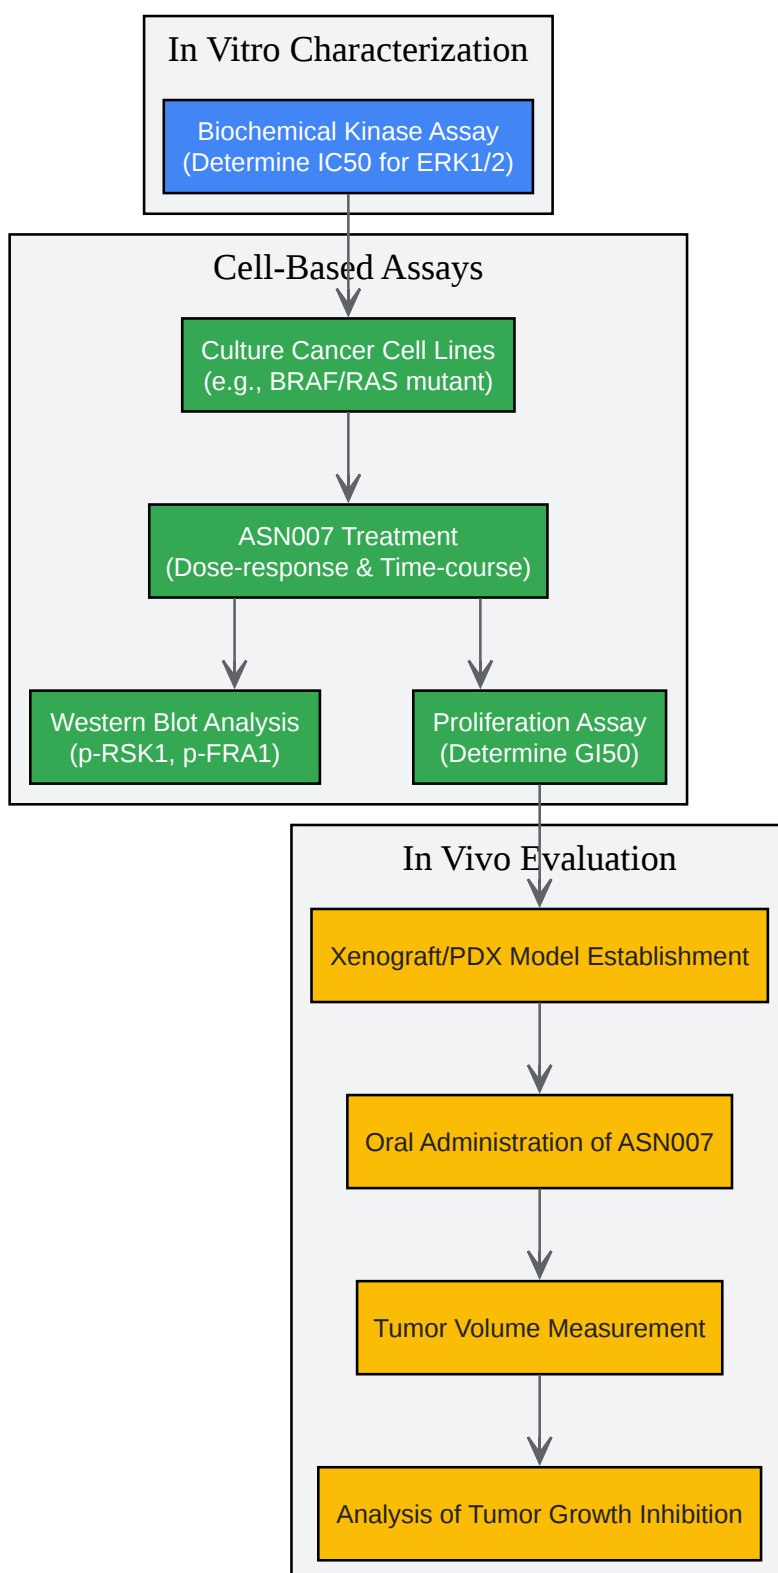 In Vitro Characterization
Biochemical Kinase Assay
(Determine IC50 for ERK1/2)
Cell-Based Assays
Culture Cancer Cell Lines
(e.g., BRAF/RAS mutant)
ASN007 Treatment
(Dose-response & Time-course)
Western Blot Analysis
(p-RSK1, p-FRA1)
Proliferation Assay
(Determine GI50)
In Vivo Evaluation
Xenograft/PDX Model Establishment
Oral Administration of ASN007
Tumor Volume Measurement
Analysis of Tumor Growth Inhibition